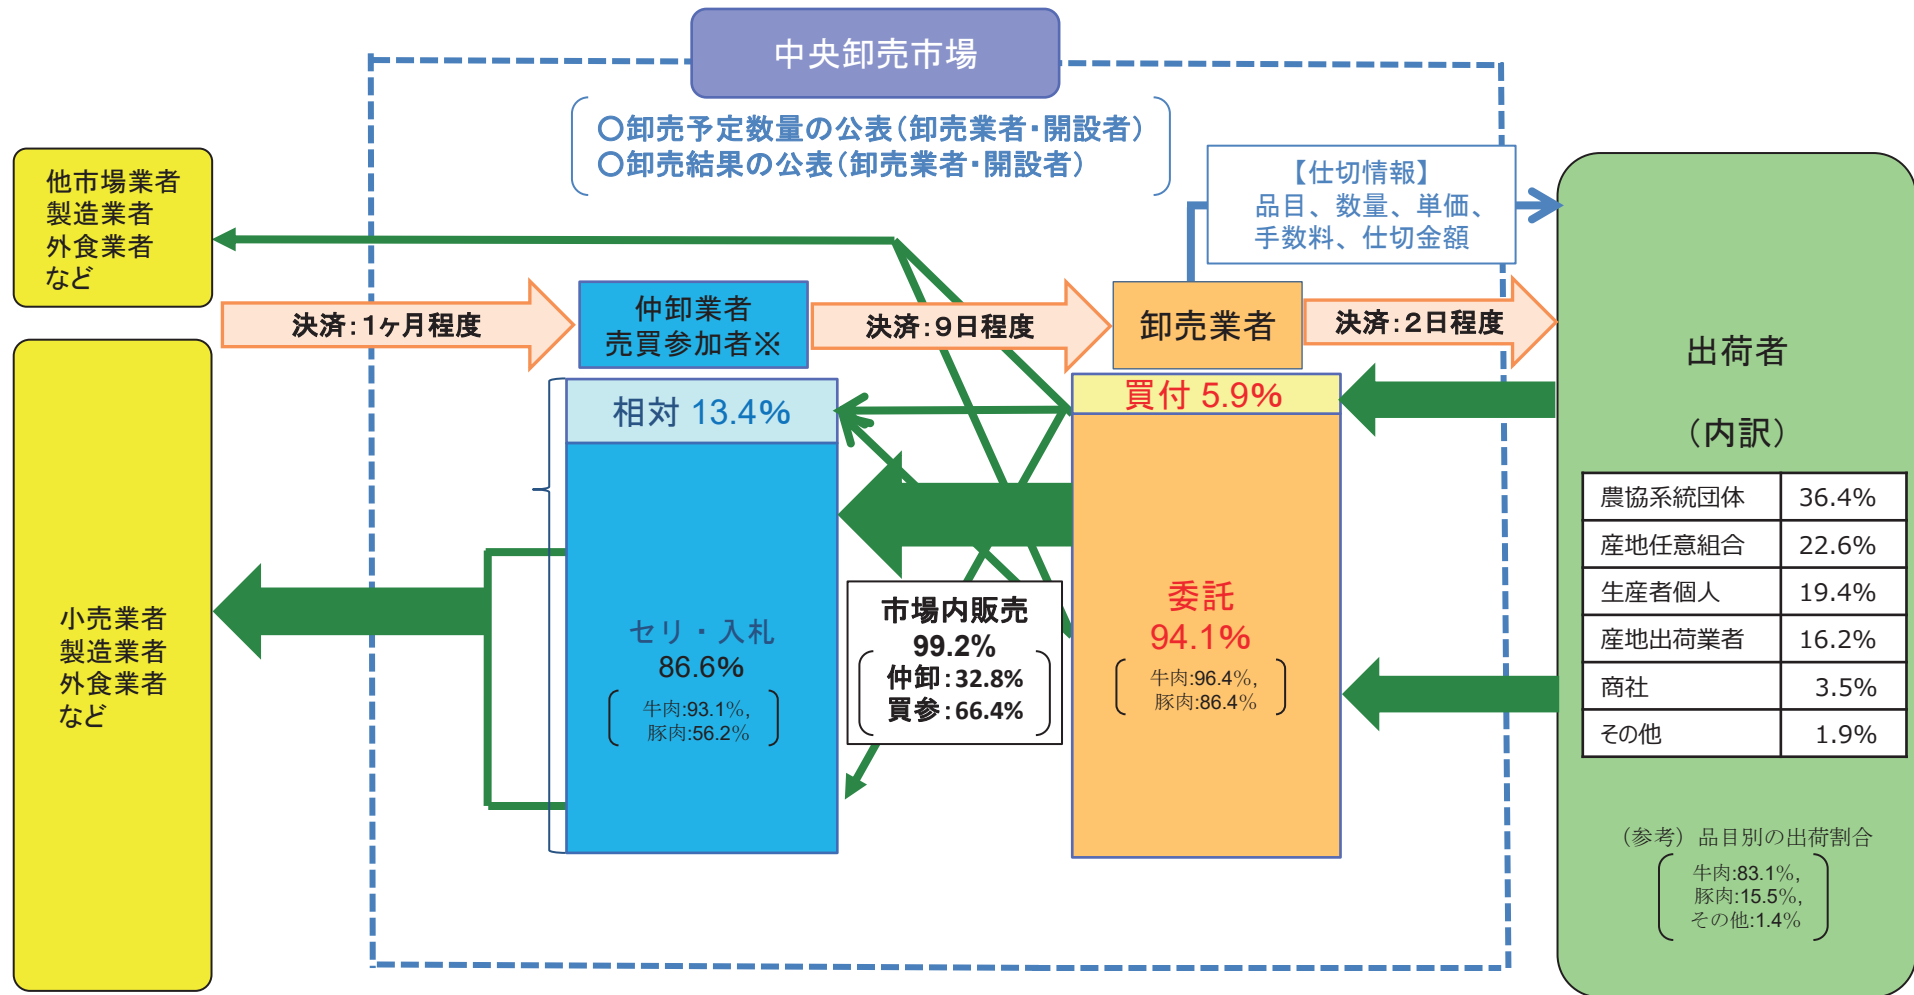 中央卸売市場
○卸売予定数量の公表(卸売業者・開設者)
○卸売結果の公表(卸売業者・開設者)
【仕切情報】
品目、数量、単価、
手数料、仕切金額
他市場業者
製造業者
外食業者
など
決済:1ヶ月程度
仲卸業者
売買参加者※
決済:9日程度
卸売業者
決済:2日程度
相対 13.4%
セリ・入札
86.6%
牛肉:93.1%,
豚肉:56.2%
市場内販売
99.2%
仲卸:32.8%
買参:66.4%
買付 5.9%
委託
94.1%
牛肉:96.4%,
豚肉:86.4%
小売業者
製造業者
外食業者
など
出荷者
(内訳)
農協系統団体 36.4%
産地任意組合 22.6%
生産者個人 19.4%
産地出荷業者 16.2%
商社 3.5%
その他 1.9%
(参考) 品目別の出荷割合
牛肉:83.1%,
豚肉:15.5%,
その他:1.4%